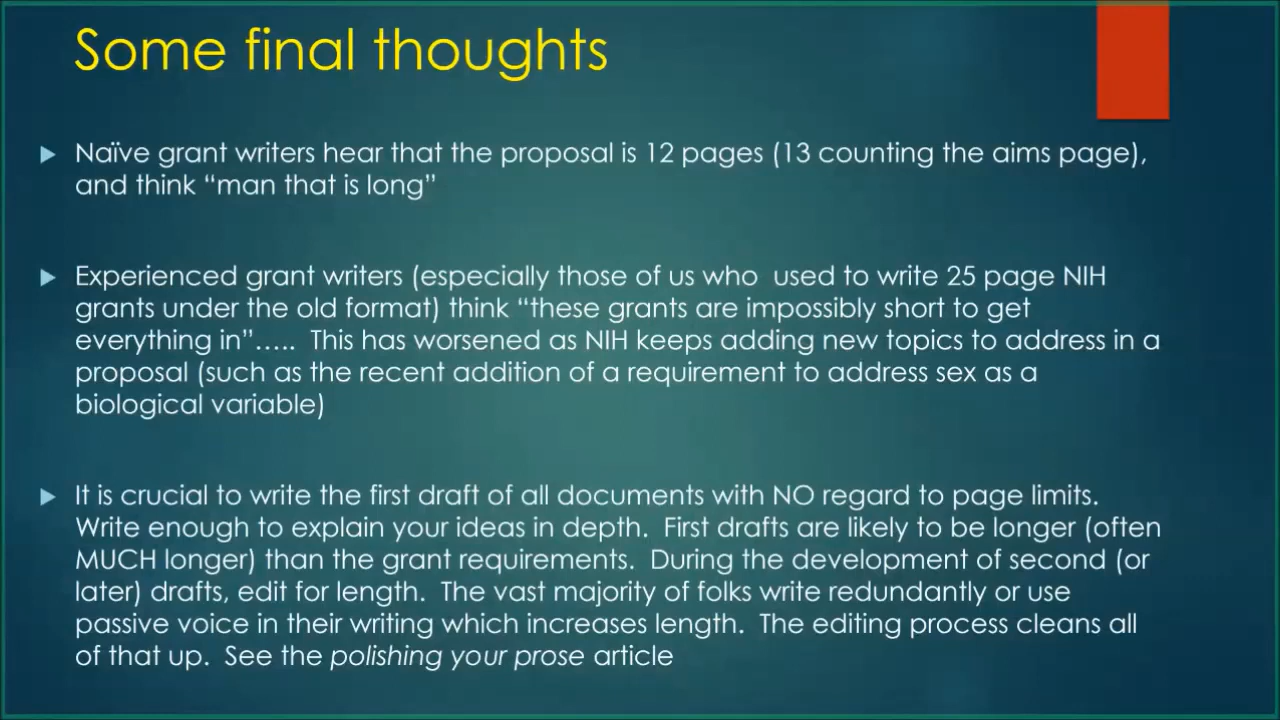 Some final thoughts
Naïve grant writers hear that the proposal is 12 pages (13 counting the aims page),
and think “man that is long”
Experienced grant writers (especially those of us who  used to write 25 page NIH
grants under the old format) think “these grants are impossibly short to get
everything in”…..  This has worsened as NIH keeps adding new topics to address in a
proposal (such as the recent addition of a requirement to address sex as a
biological variable)
It is crucial to write the first draft of all documents with NO regard to page limits.
Write enough to explain your ideas in depth.  First drafts are likely to be longer (often
MUCH longer) than the grant requirements.  During the development of second (or
later) drafts, edit for length.  The vast majority of folks write redundantly or use
passive voice in their writing which increases length.  The editing process cleans all
of that up.  See the polishing your prose article